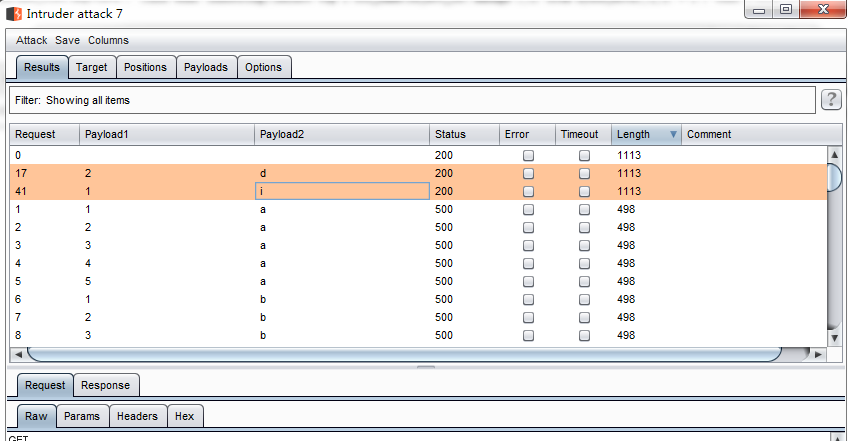 Intruder attack 7
Attack Save Columns
Results Target Positions Payloads Options
Filter: Showing all items ?
Request Payload1 Payload2 Status Error Timeout Length Comment
0 200 1113
17 2 d 200 1113
41 1 i 200 1113
1 1 a 500 498
2 2 a 500 498
3 3 a 500 498
4 4 a 500 498
5 5 a 500 498
6 1 b 500 498
7 2 b 500 498
8 3 b 500 498
Request Response
Raw Params Headers Hex
GET